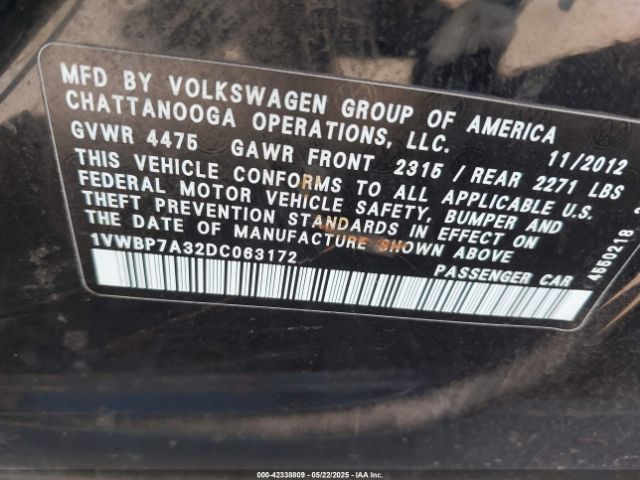 MFD BY VOLKSWAGEN GROUP OF AMERICA
CHATTANOOGA OPERATIONS, LLC.
11/2012
GVWR 4475 GAWR FRONT 2315 / REAR 2271 LBS
THIS VEHICLE CONFORMS TO ALL APPLICABLE U.S.
FEDERAL MOTOR VEHICLE SAFETY, BUMPER AND
THEFT PREVENTION STANDARDS IN EFFECT ON
THE DATE OF MANUFACTURE SHOWN ABOVE
1VWBP7A32DC063172
PASSENGER CAR
4550218
000-42338809 - 05/22/2025 - IAA Inc.